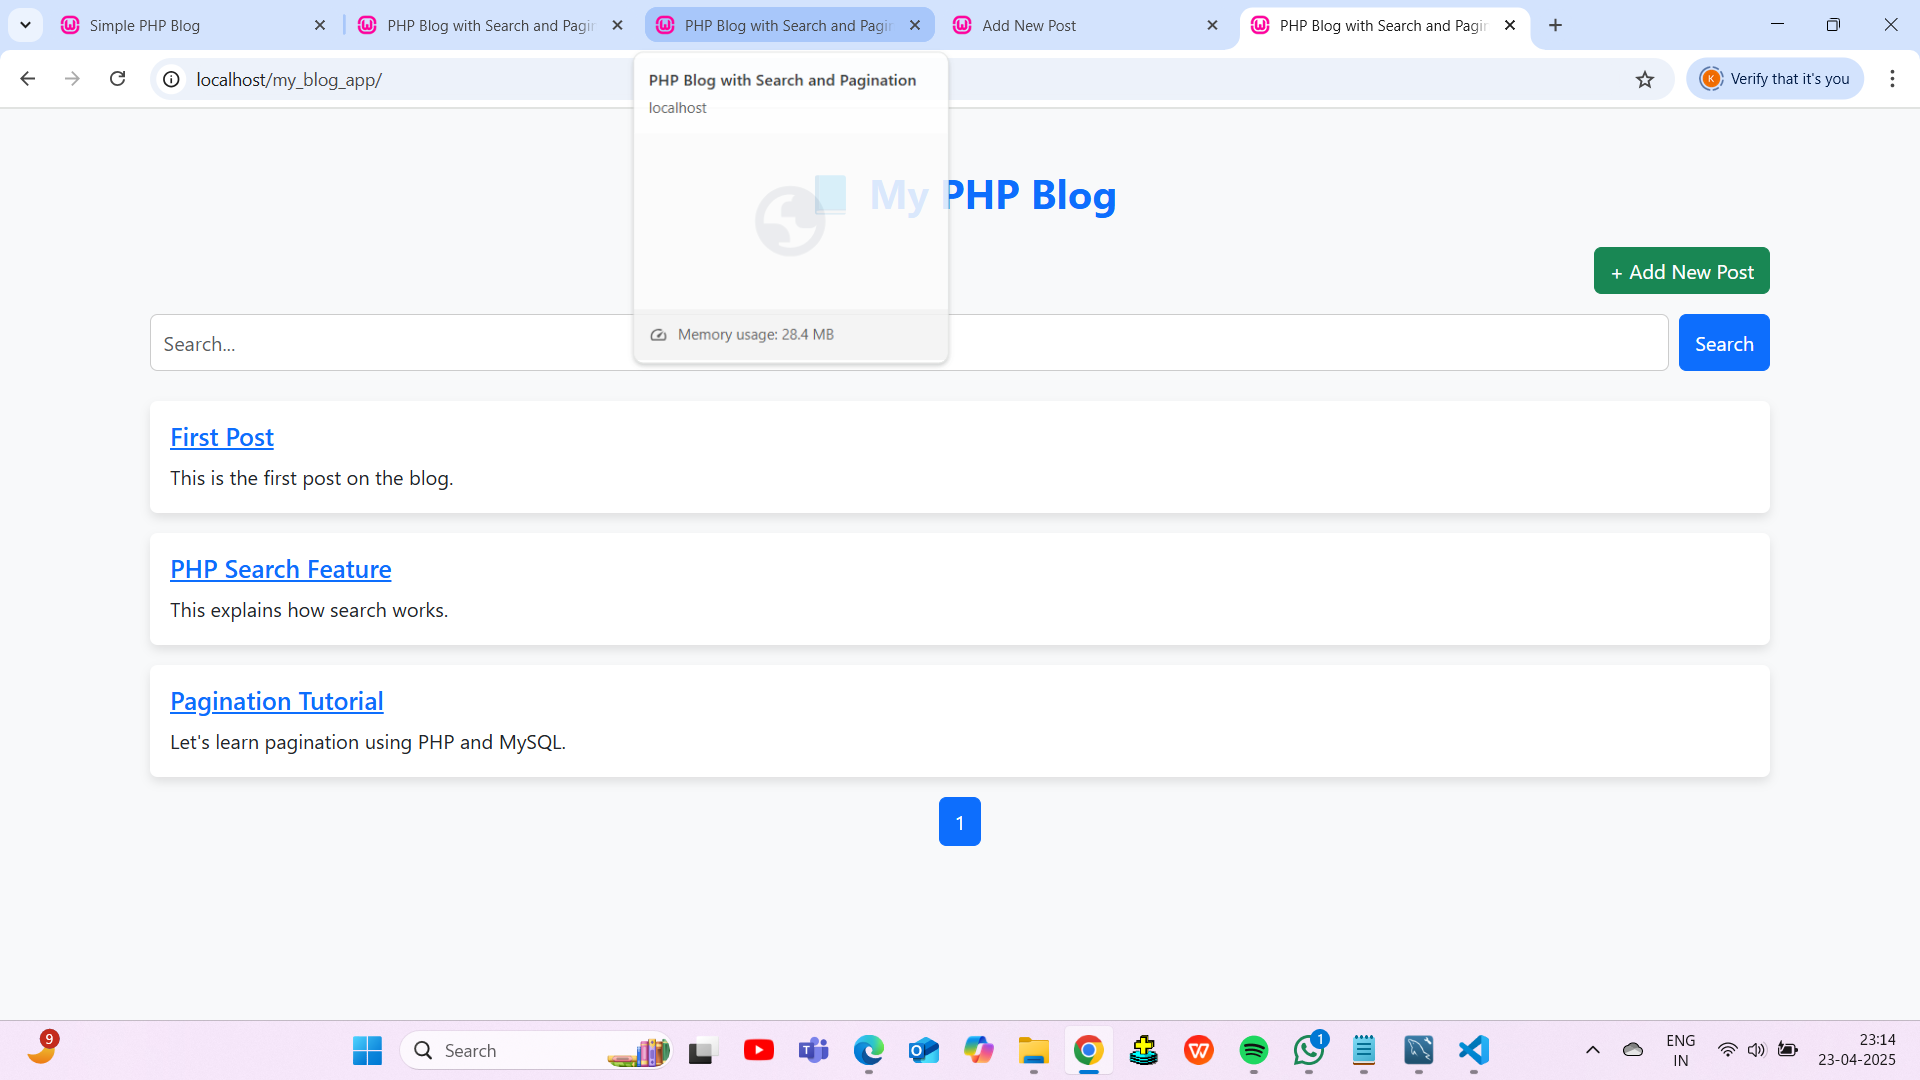 Simple PHP Blog
PHP Blog with Search and Pagin
PHP Blog with Search and Pagin
Add New Post
PHP Blog with Search and Pagin
localhost/my_blog_app/
K
Verify that it's you
PHP Blog with Search and Pagination
localhost
Memory usage: 28.4 MB
My PHP Blog
+ Add New Post
Search...
Search
First Post
This is the first post on the blog.
PHP Search Feature
This explains how search works.
Pagination Tutorial
Let's learn pagination using PHP and MySQL.
1
9
Search
1
ENG
IN
23:14
23-04-2025